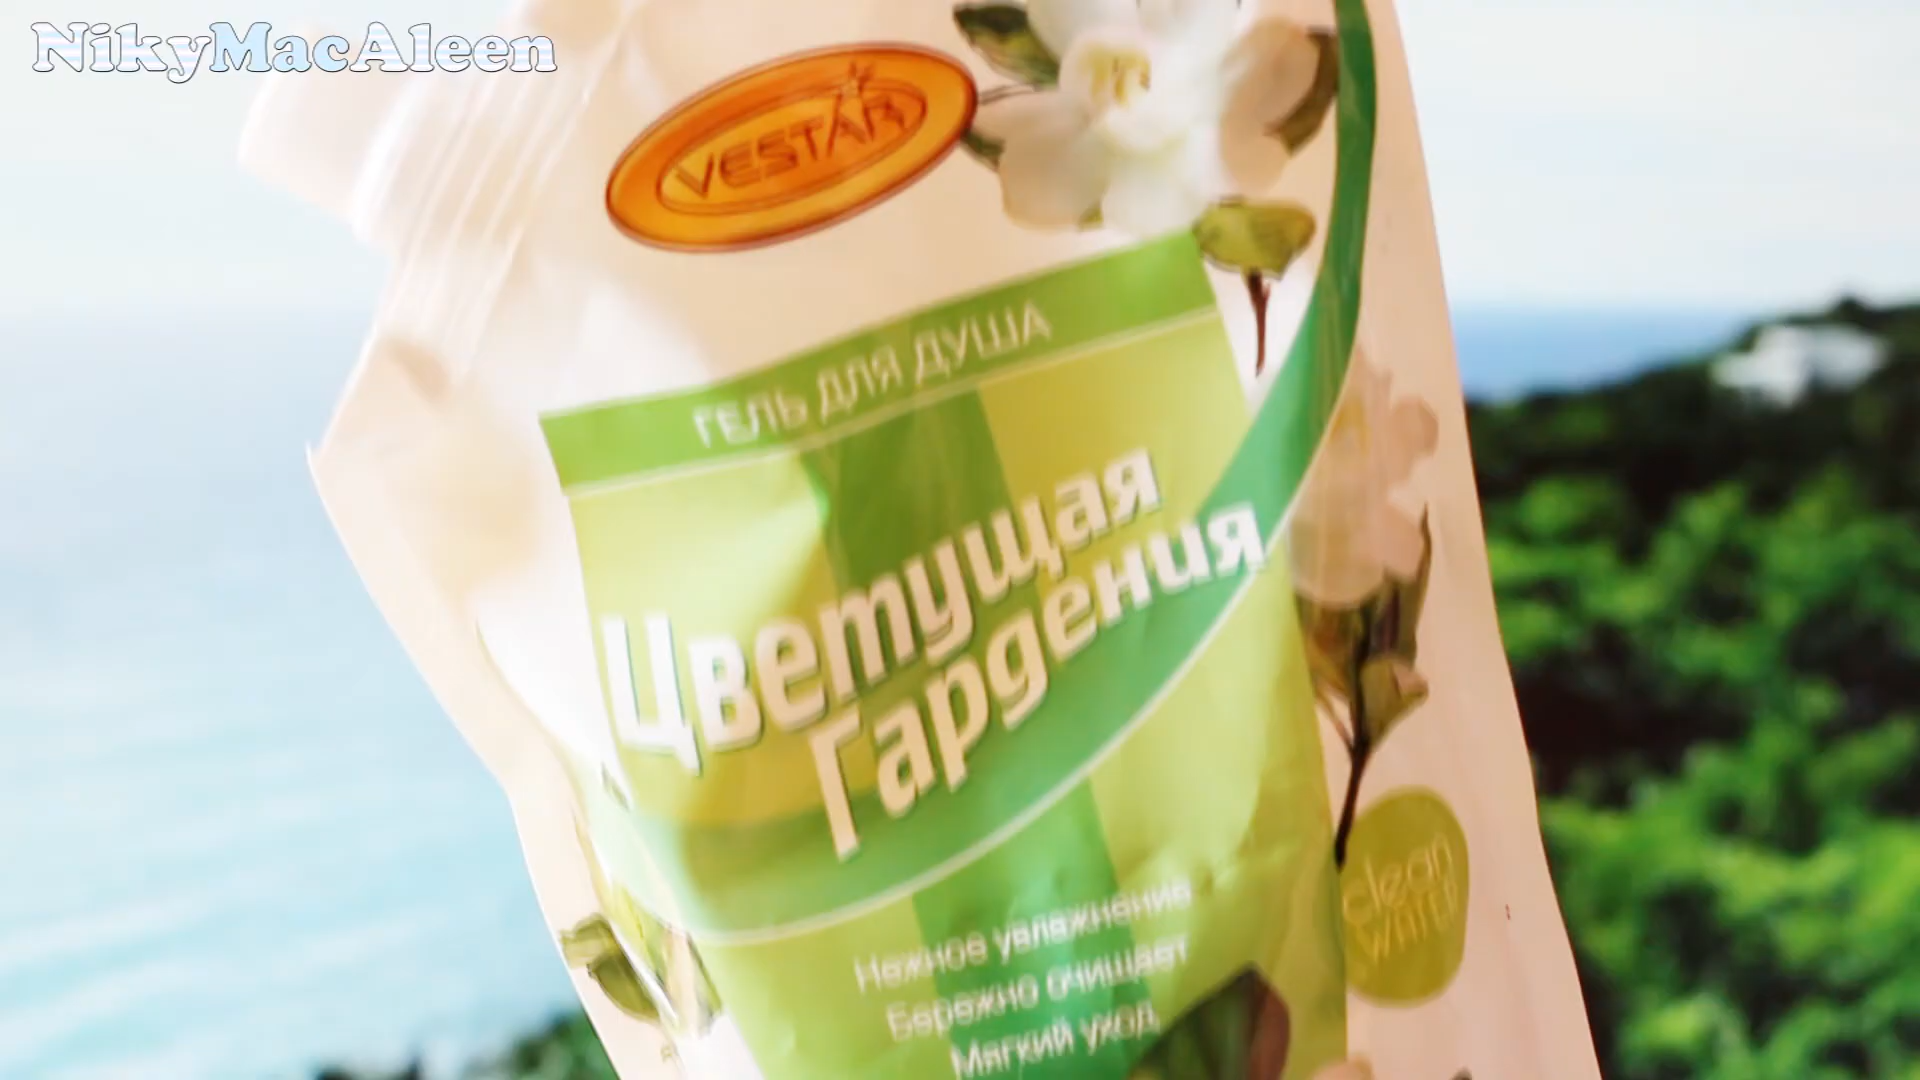 NikyMacAleen
VESTAR
ГЕЛЬ ДЛЯ ДУША
Цветущая
Гардения
Нежное увлажнение
Бережно очищает
Мягкий уход
clean
WATER